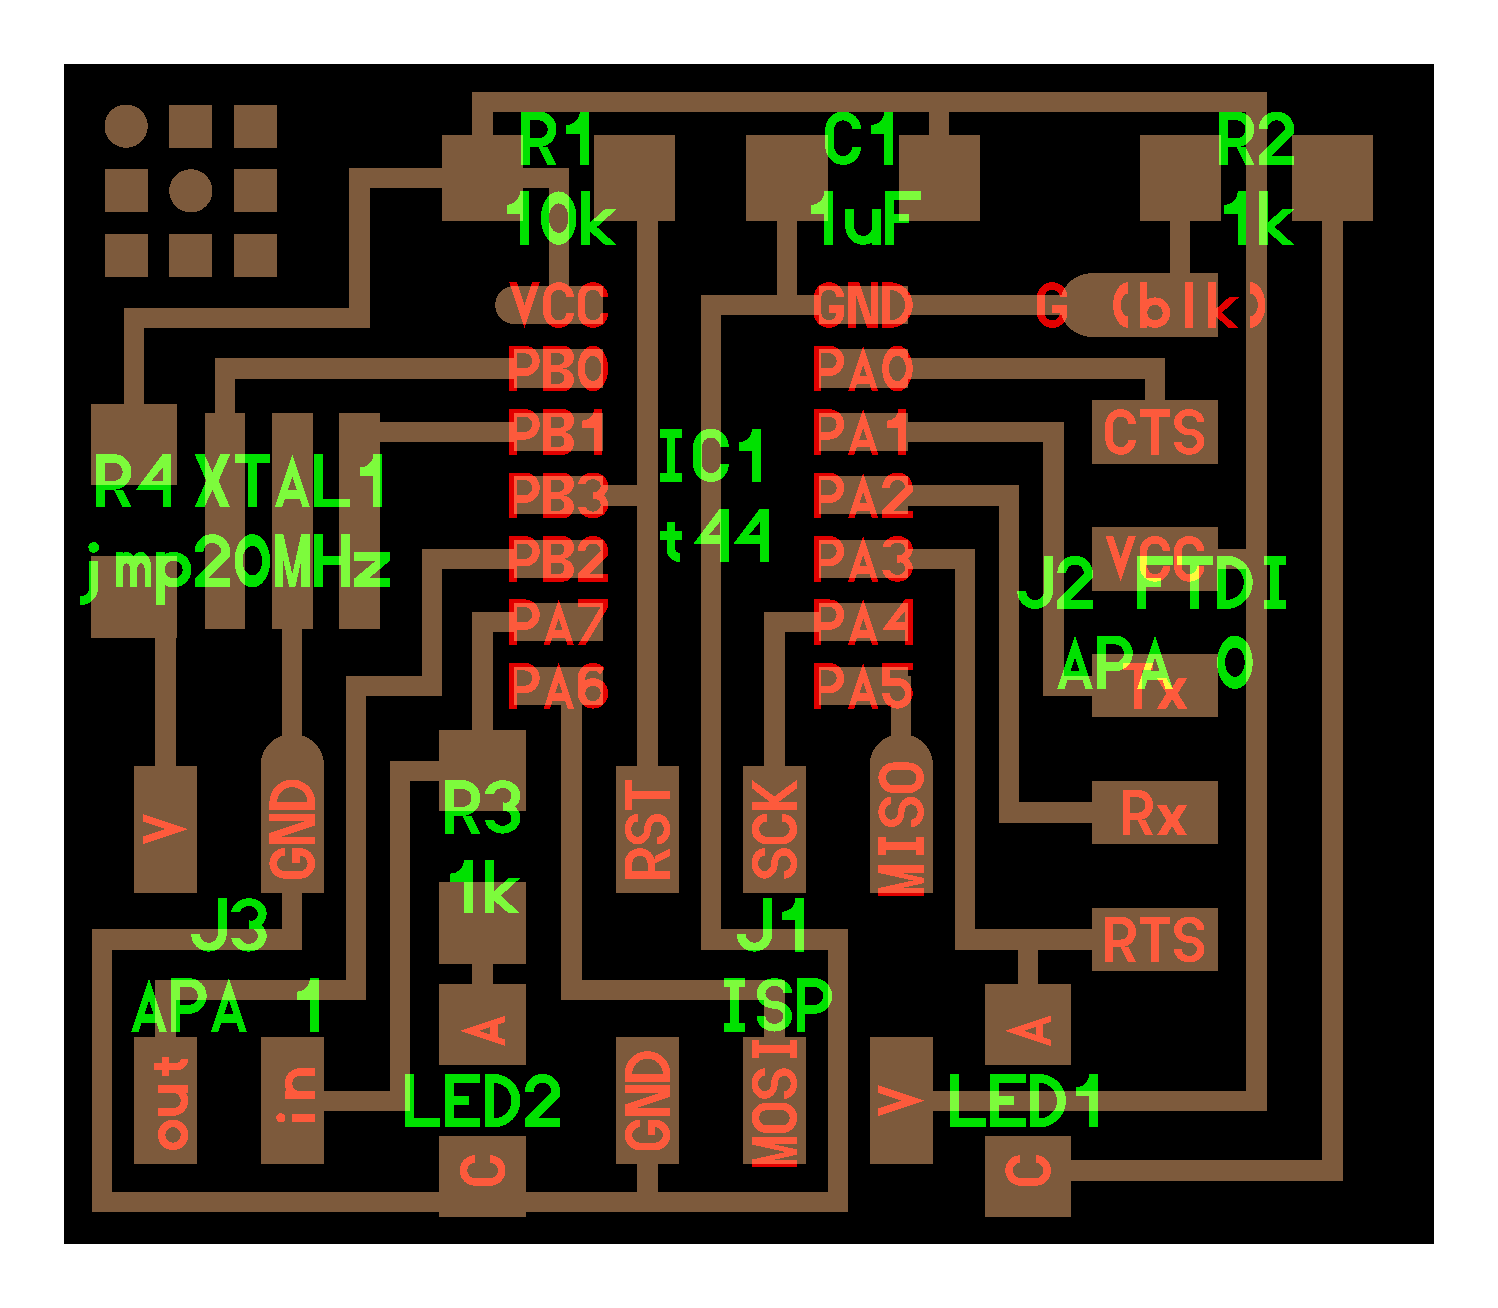 R1
10k
C1
1uF
R2
1k
VCC
PB0
PB1
PB3
PB2
PA7
PA6
GND
PA0
PA1
PA2
PA3
PA4
PA5
IC1
t44
G (blk)
CTS
VCC
Tx
Rx
RTS
J2 FTDI
APA 0
R4
jmp
XTAL1
20MHz
V
GND
J3
APA 1
out
in
R3
1k
A
LED2
C
RST
SCK
MISO
J1
ISP
GND
MOSI
V
A
LED1
C